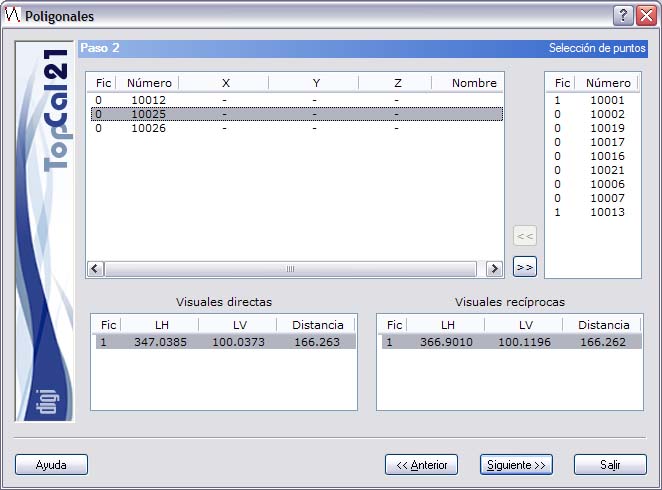 Poligonales
TopCal21
digi
Paso 2
Selección de puntos
Fic Número X Y Z Nombre
0 10012 - - -
0 10025 - - -
0 10026 - - -
Fic Número
1 10001
0 10002
0 10019
0 10017
0 10016
0 10021
0 10006
0 10007
1 10013
<<
>>
Visuales directas
Fic LH LV Distancia
1 347.0385 100.0373 166.263
Visuales recíprocas
Fic LH LV Distancia
1 366.9010 100.1196 166.262
Ayuda
<< Anterior
Siguiente >>
Salir